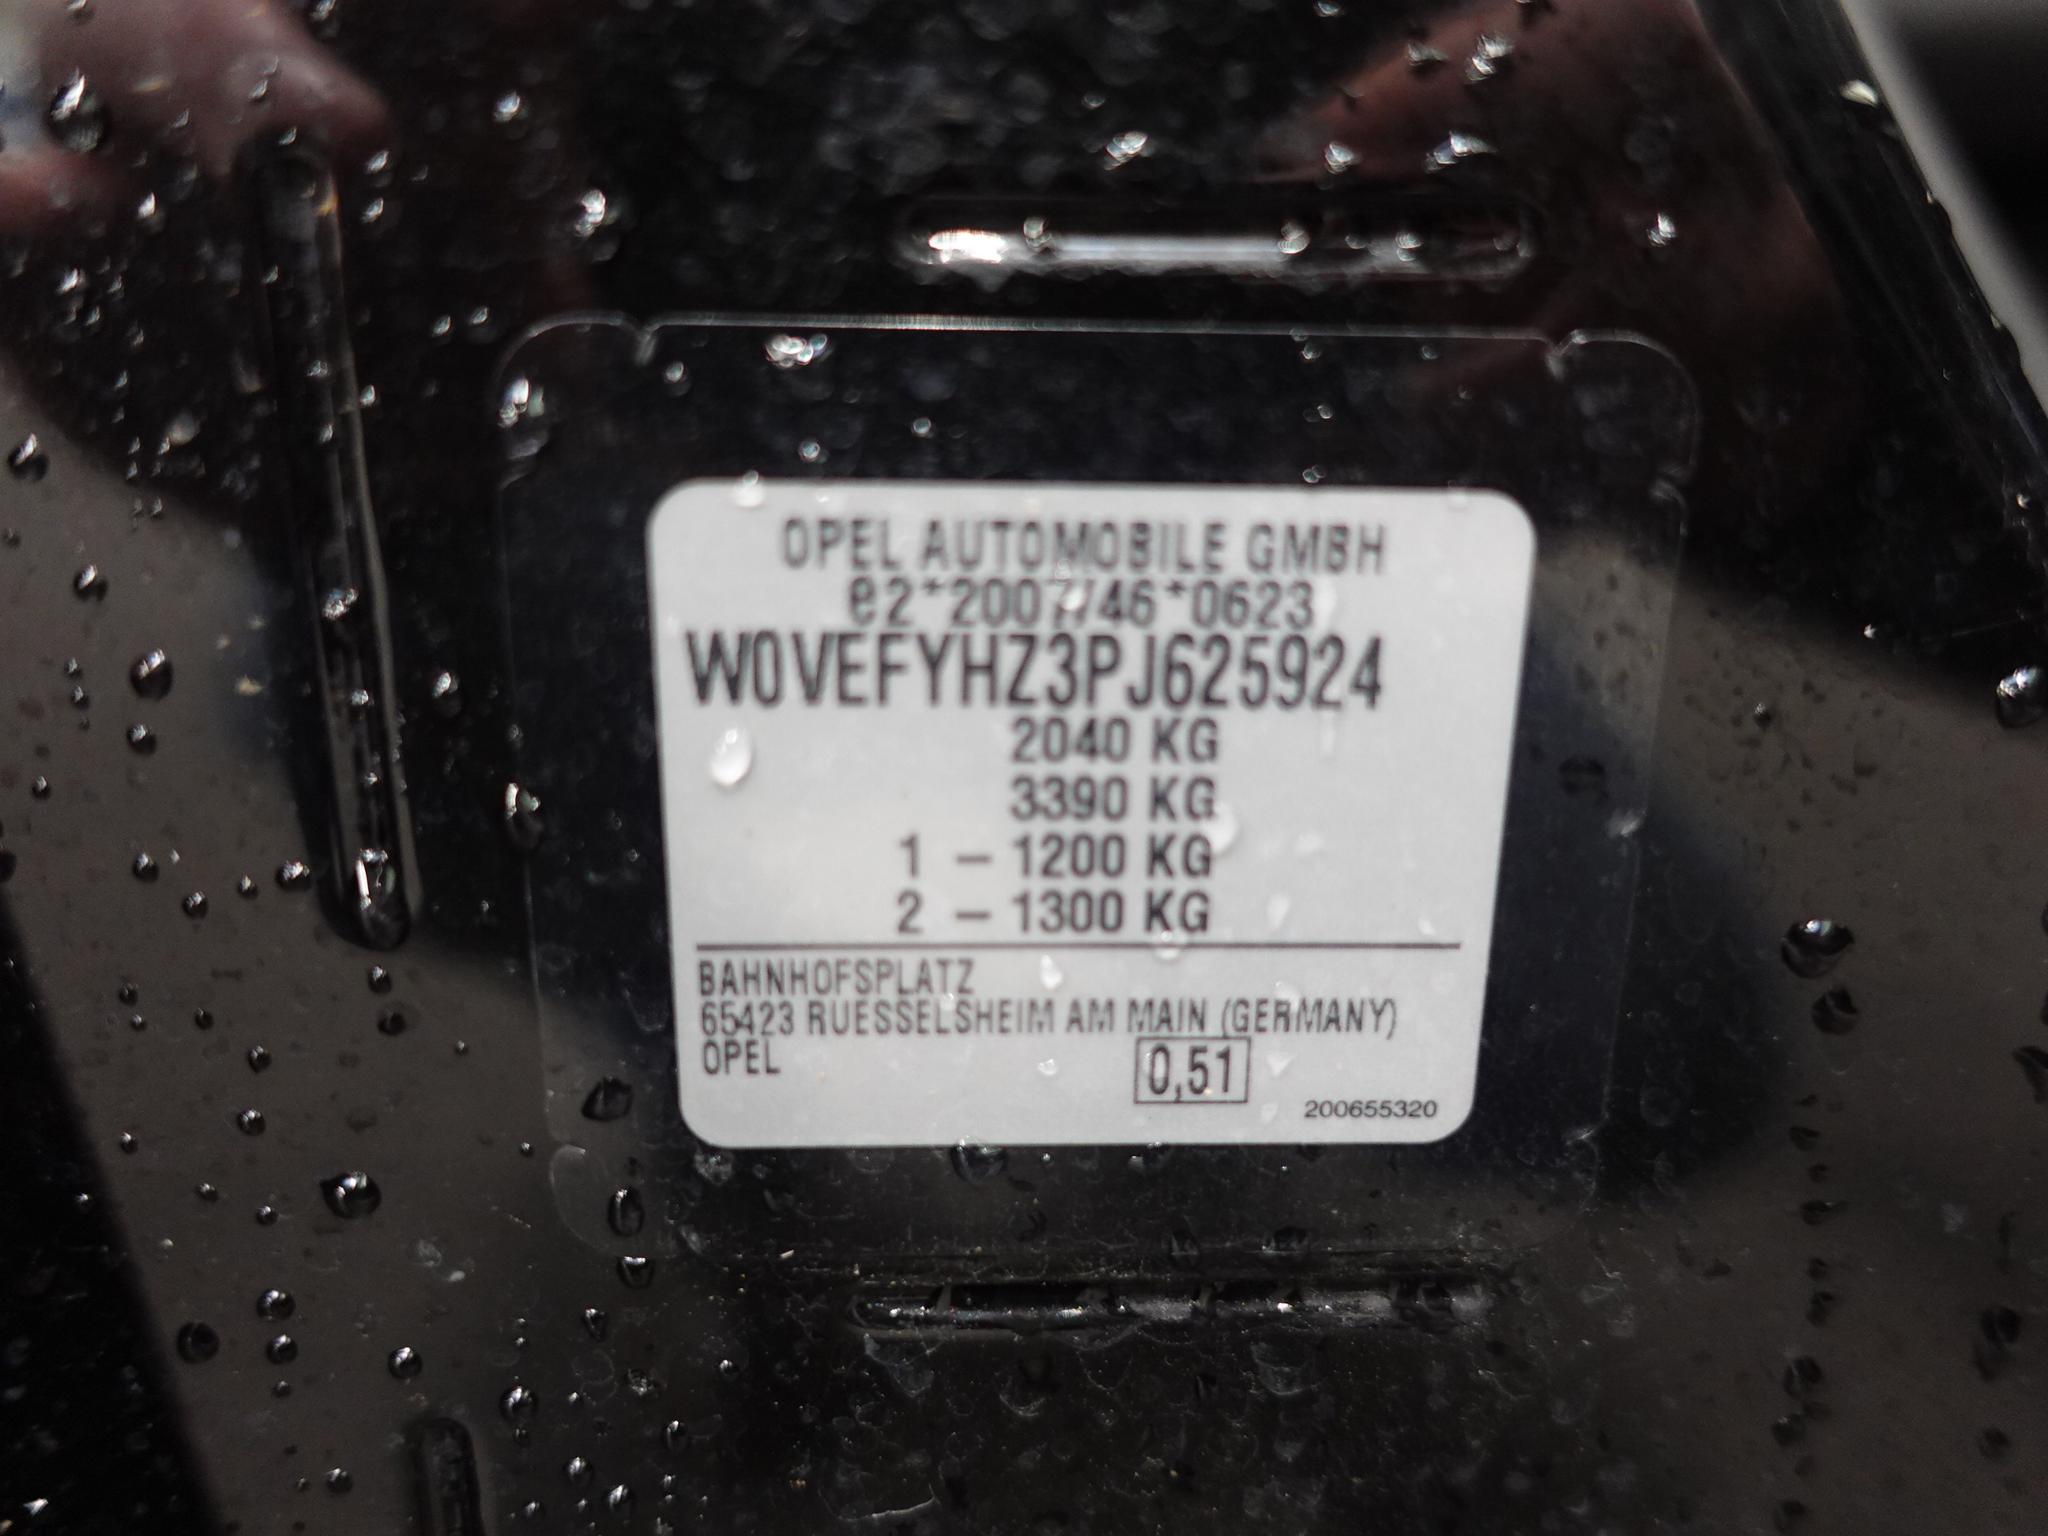 OPEL AUTOMOBILE GMBH
e2*2007/46*0623
W0VEFYHZ3PJ625924
2040 KG
3390 KG
1 – 1200 KG
2 – 1300 KG
BAHNHOFSPLATZ
65423 RUESSELSHEIM AM MAIN (GERMANY)
OPEL
0,51
200655320